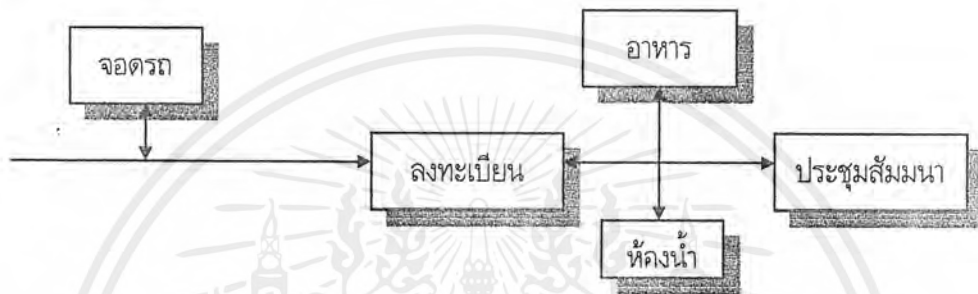 จอดรถ
อาหาร
ลงทะเบียน
ประชุมสัมมนา
ห้องน้ำ